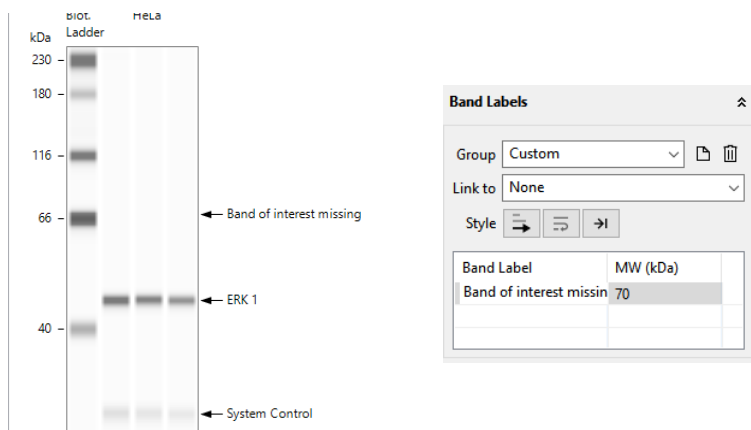 Biot. HeLa
Ladder
kDa
230
180
116
66
40
Band of interest missing
ERK 1
System Control
Band Labels
Group Custom
Link to None
Style
Band Label MW (kDa)
Band of interest missin 70